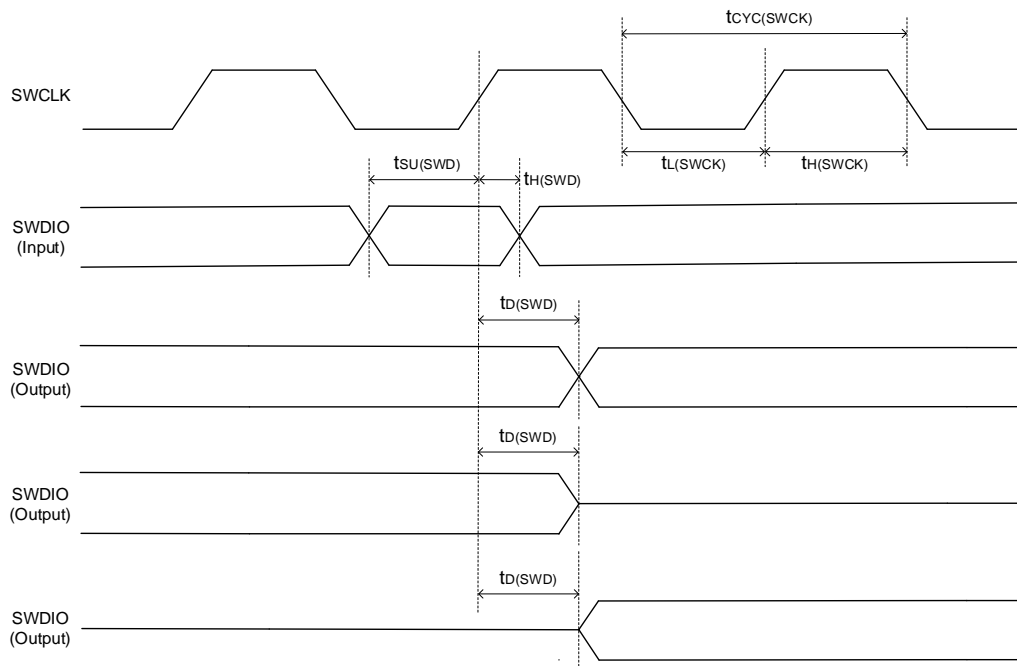 tCYC(SWCK)
SWCLK
tSU(SWD)
tH(SWD)
tL(SWCK)
tH(SWCK)
SWDIO
(Input)
tD(SWD)
SWDIO
(Output)
tD(SWD)
SWDIO
(Output)
tD(SWD)
SWDIO
(Output)